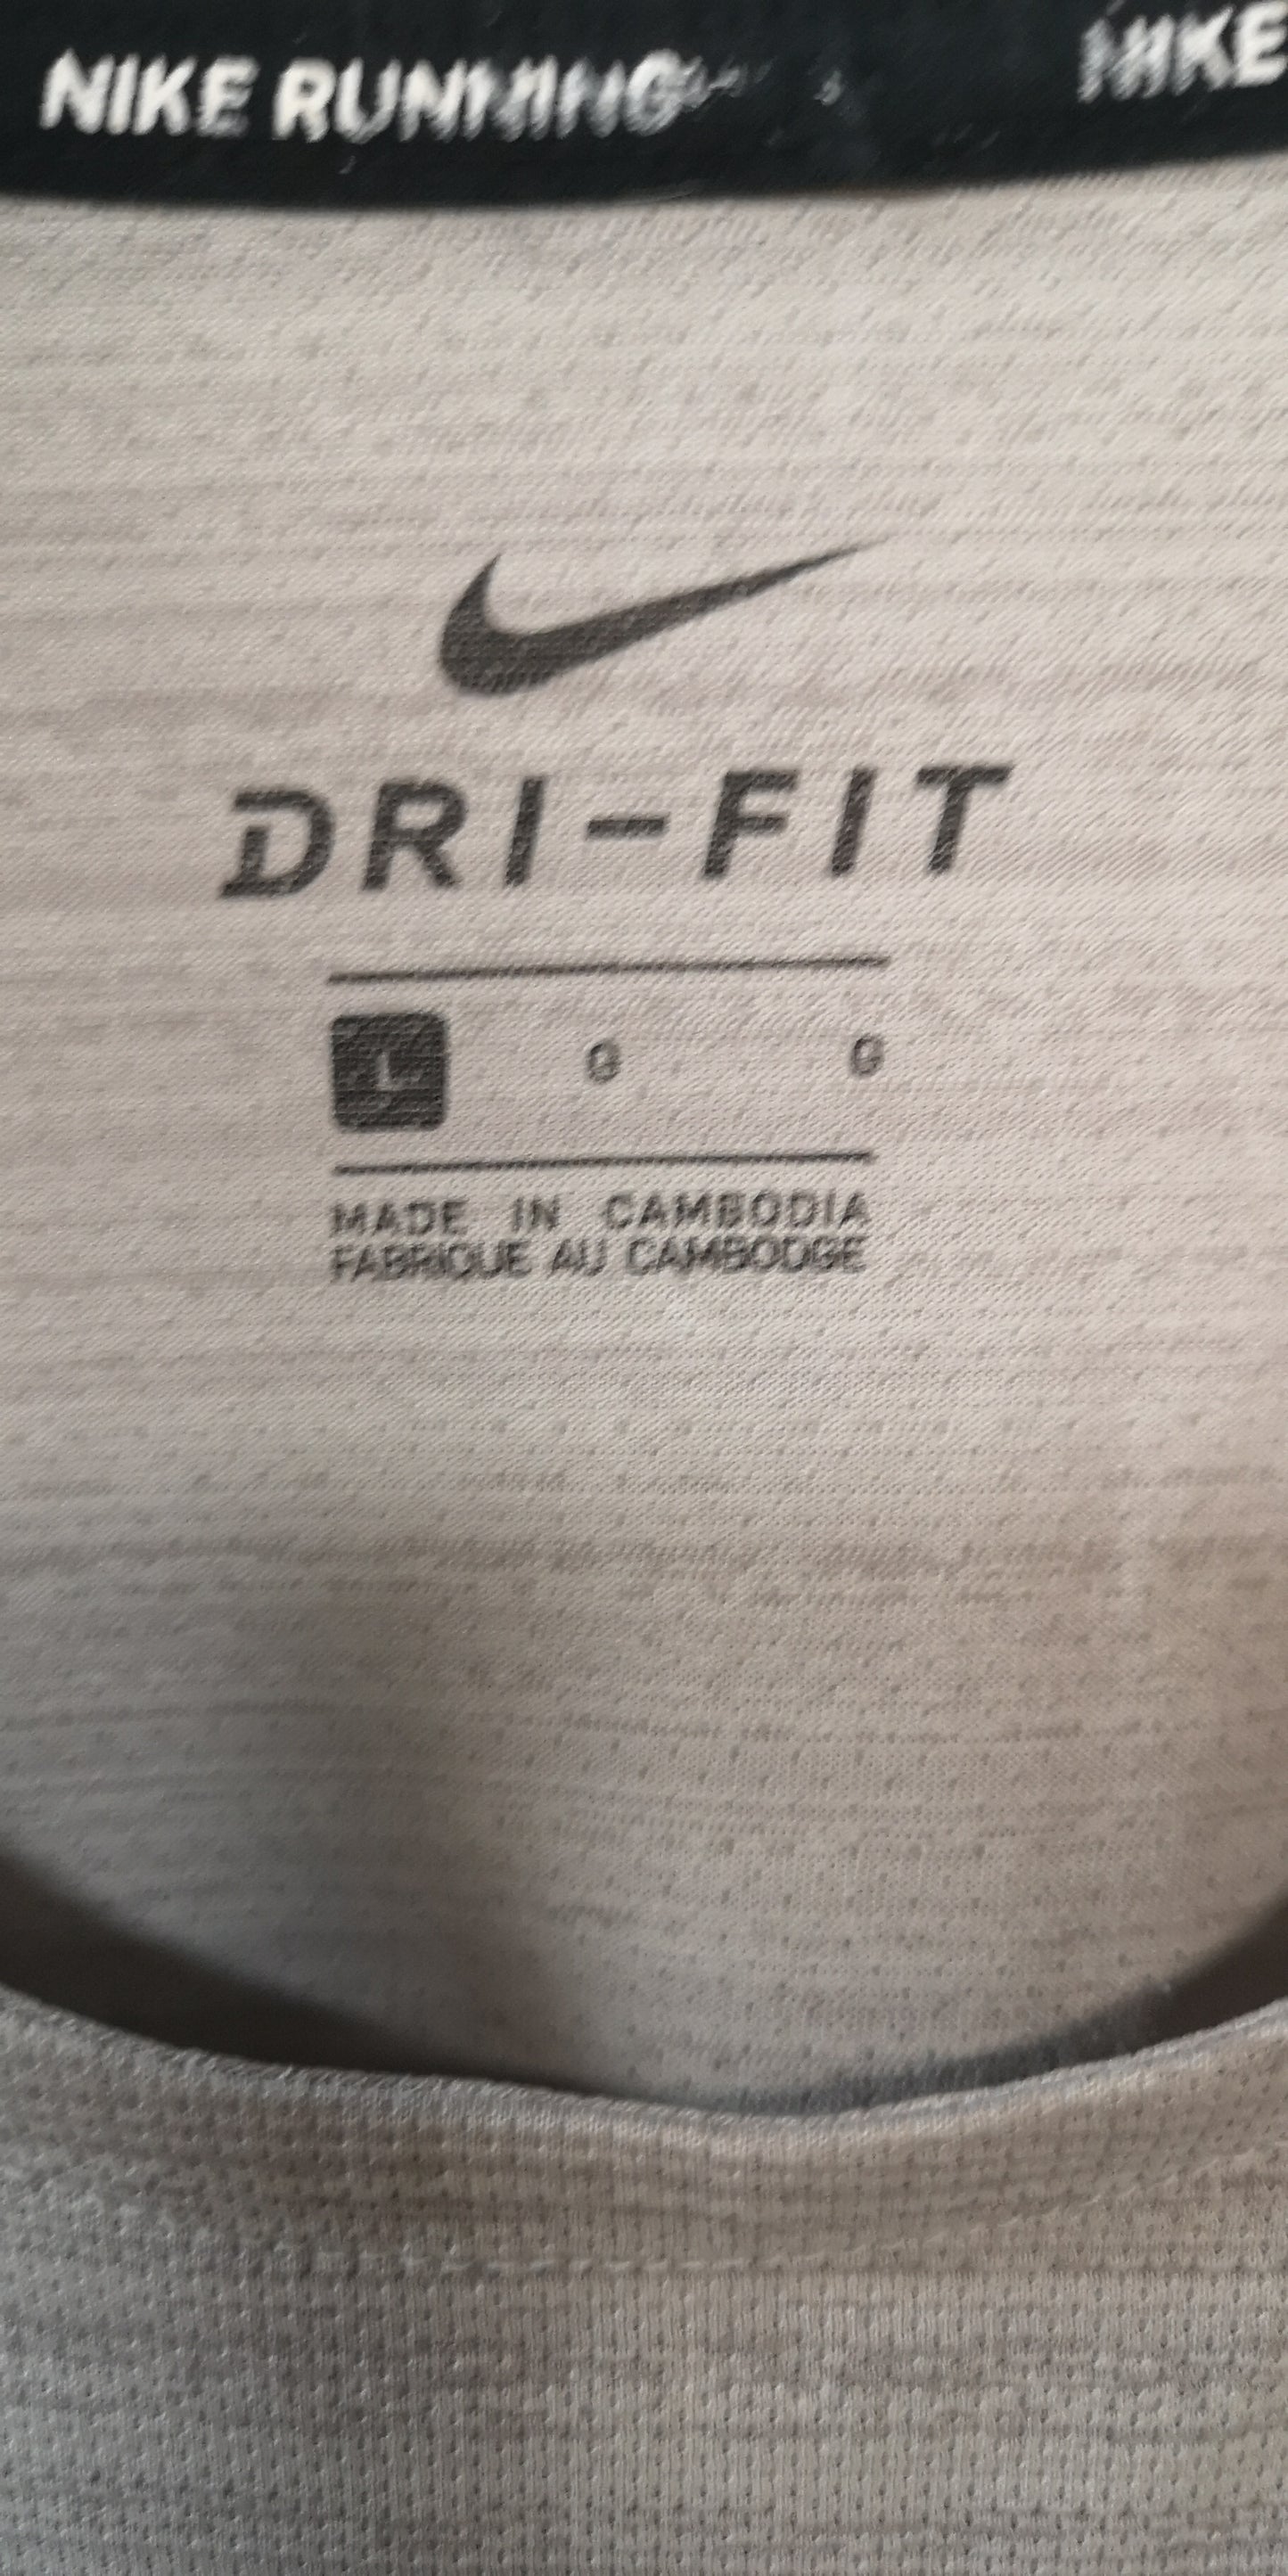 NIKE RUNNING
NIKE
DRI-FIT
L G G
MADE IN CAMBODIA
FABRIQUE AU CAMBODGE